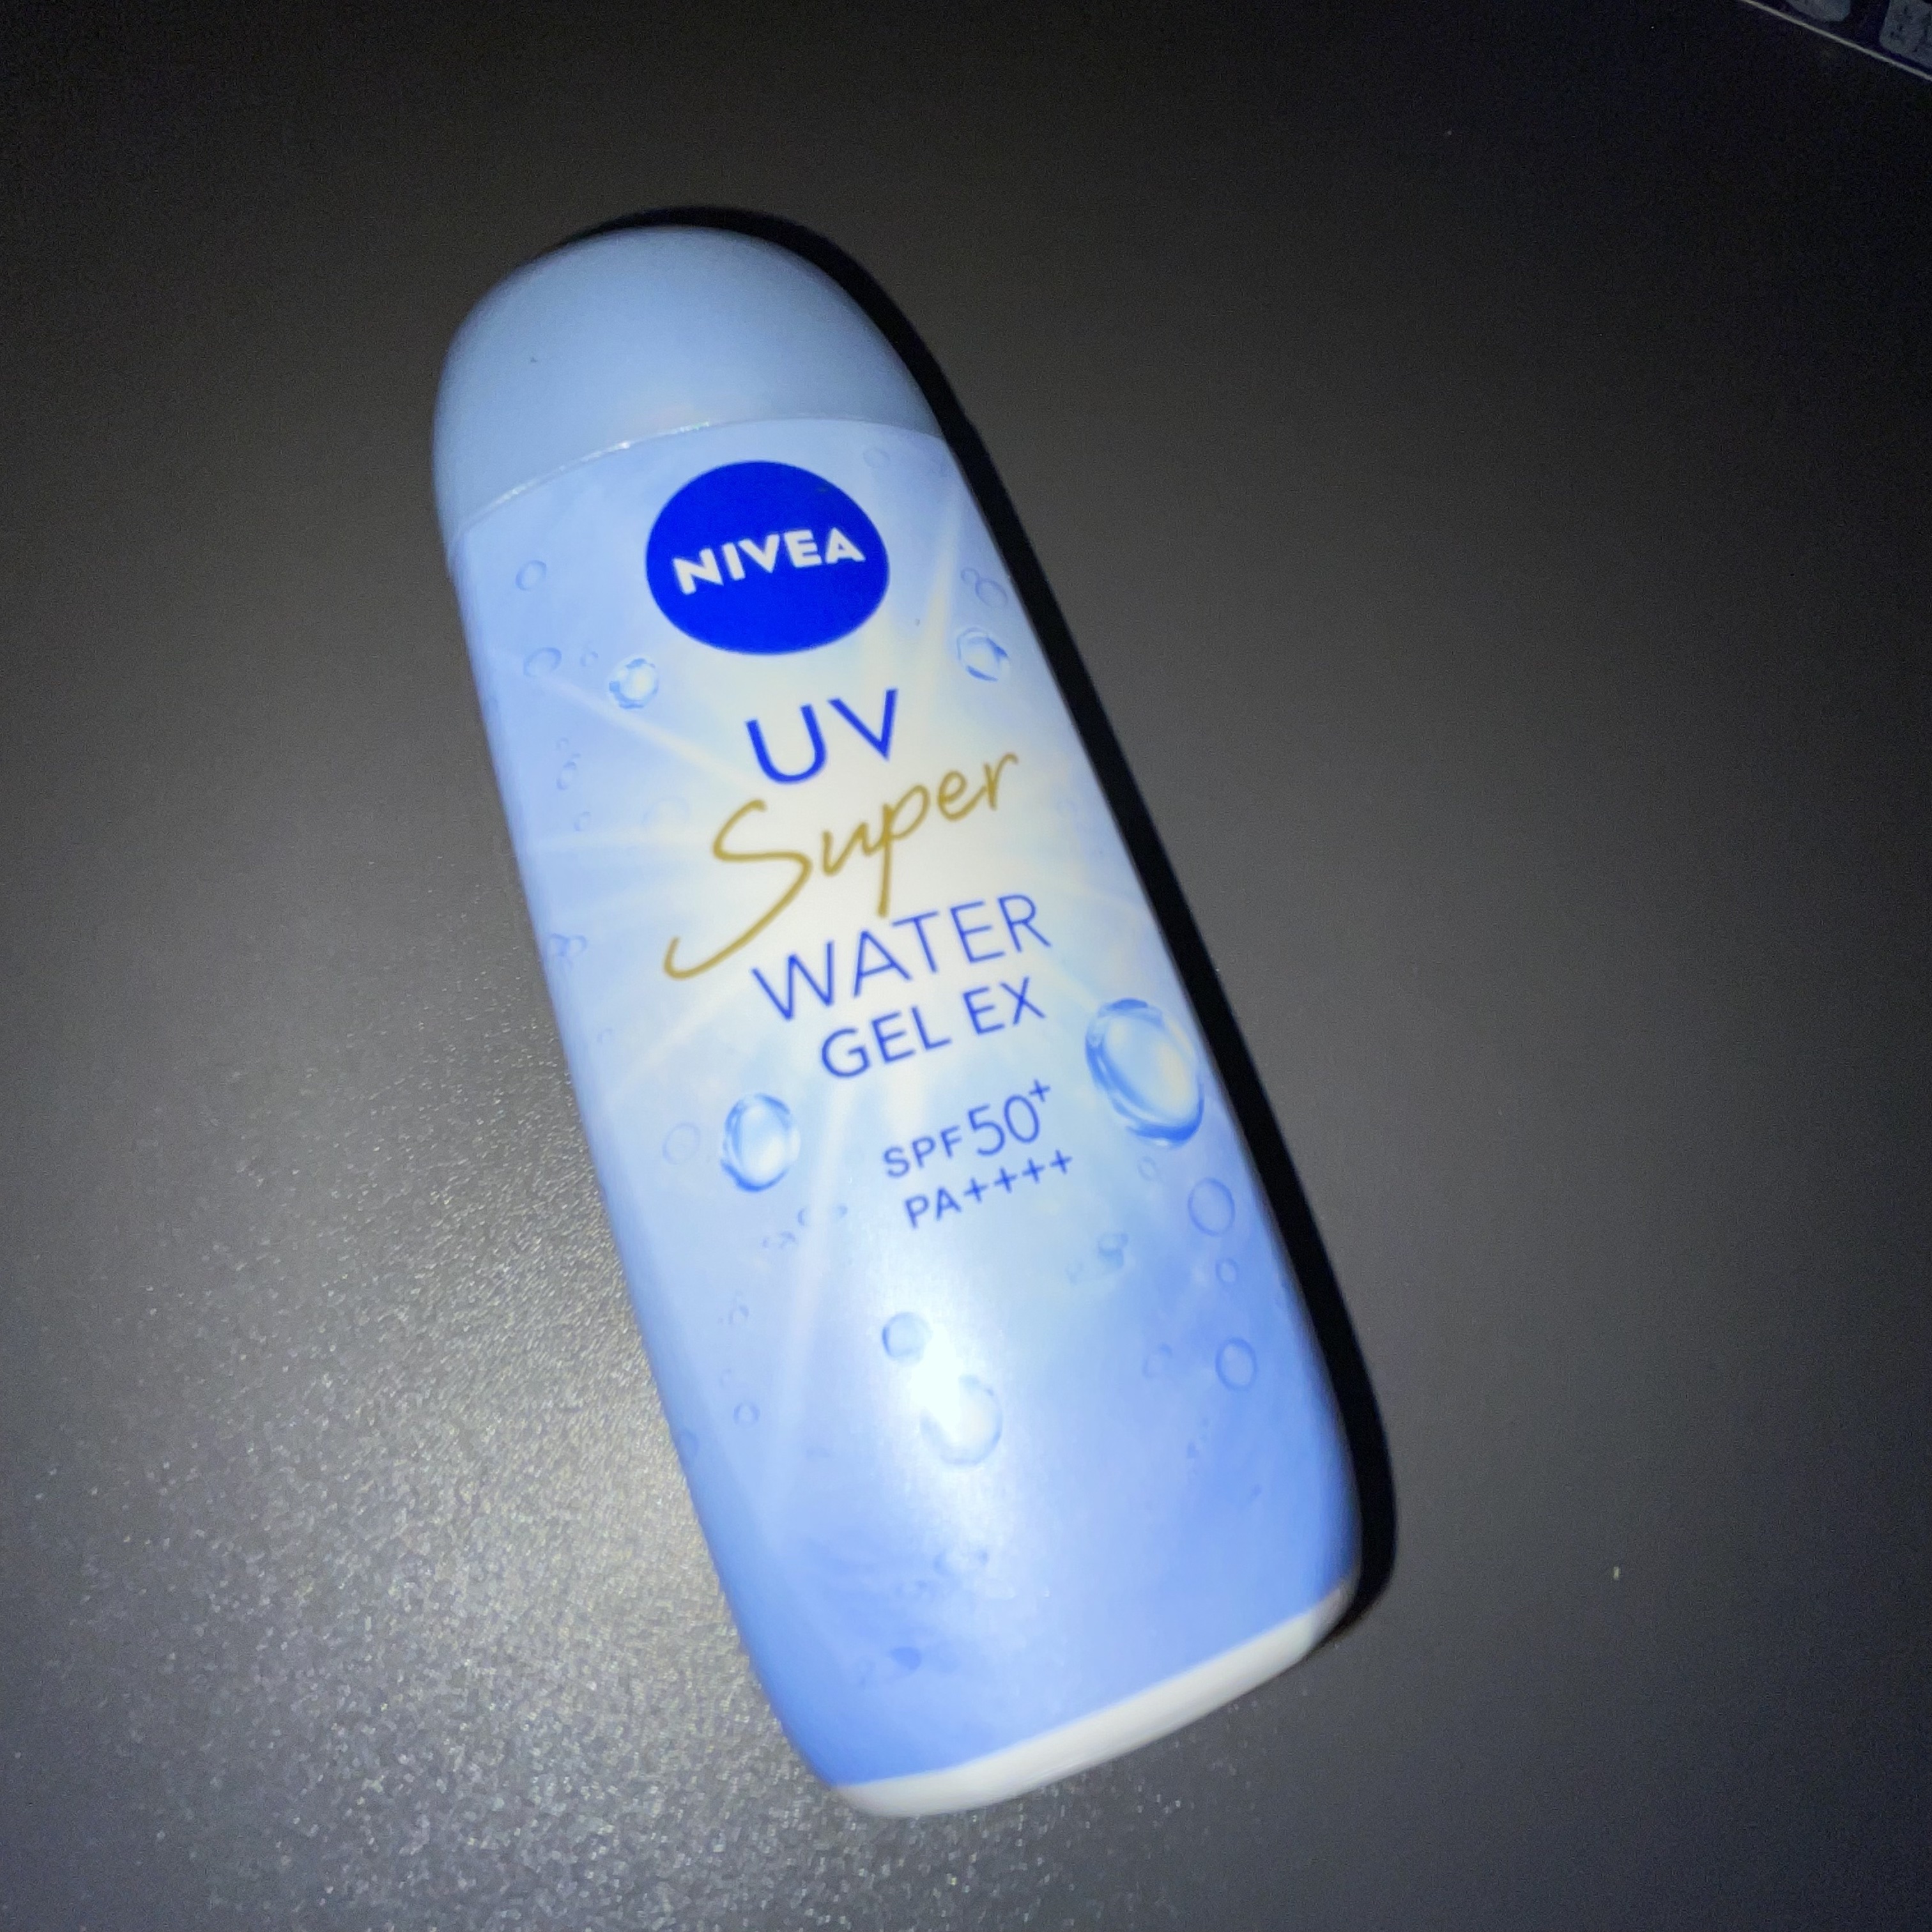 NIVEA
UV
Super
WATER
GEL EX
SPF50+
PA++++